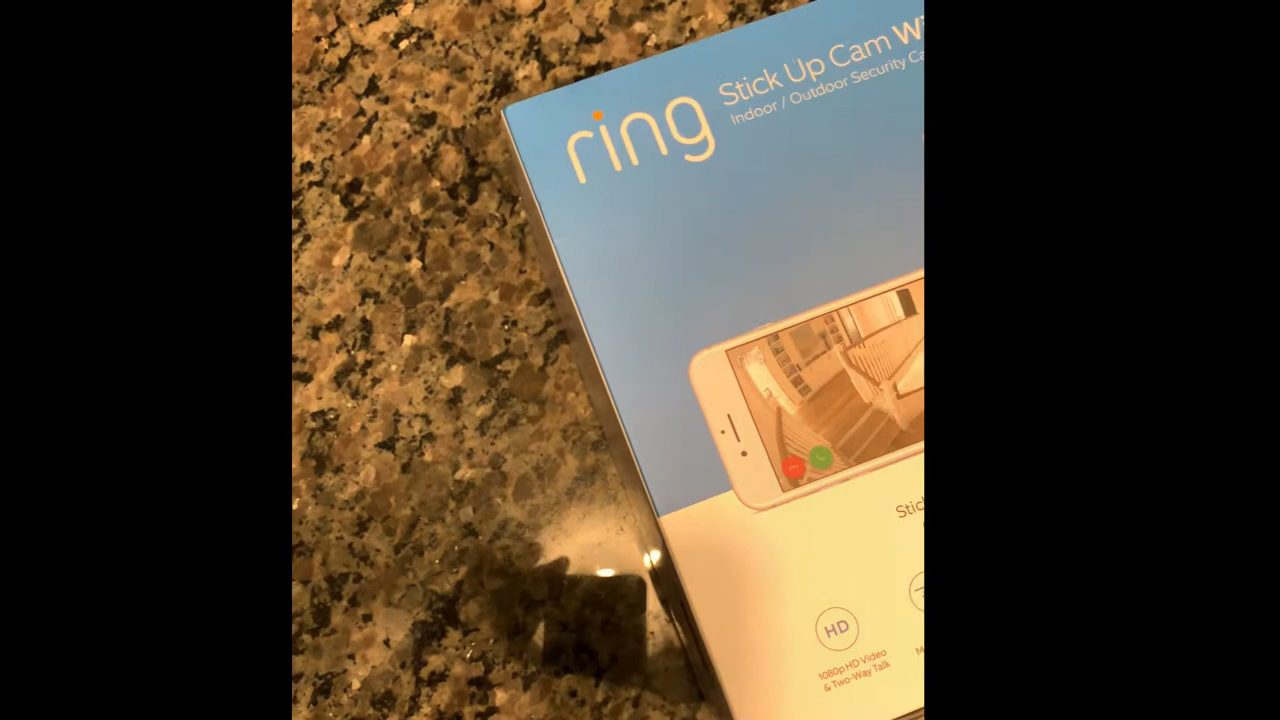 ring
Stick Up Cam
Indoor / Outdoor Security
HD
1080p HD Video
& Two-Way Talk